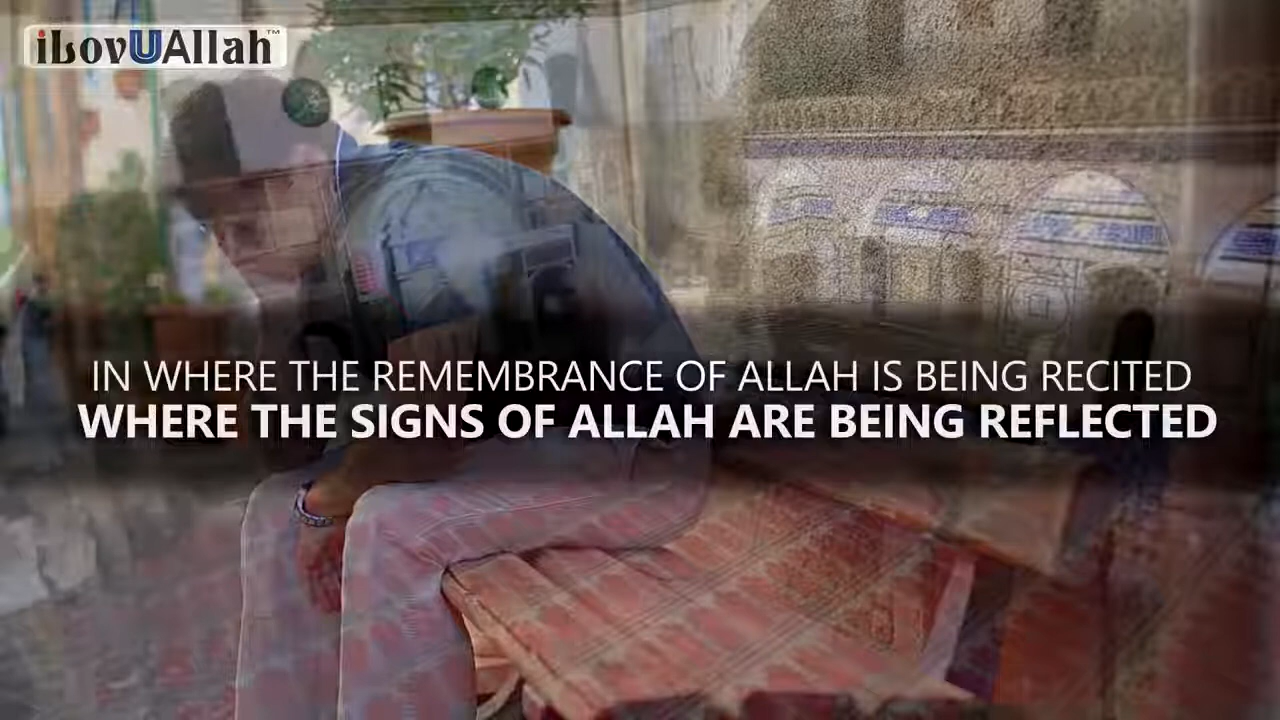 iLovUAllah™
IN WHERE THE REMEMBRANCE OF ALLAH IS BEING RECITED
WHERE THE SIGNS OF ALLAH ARE BEING REFLECTED